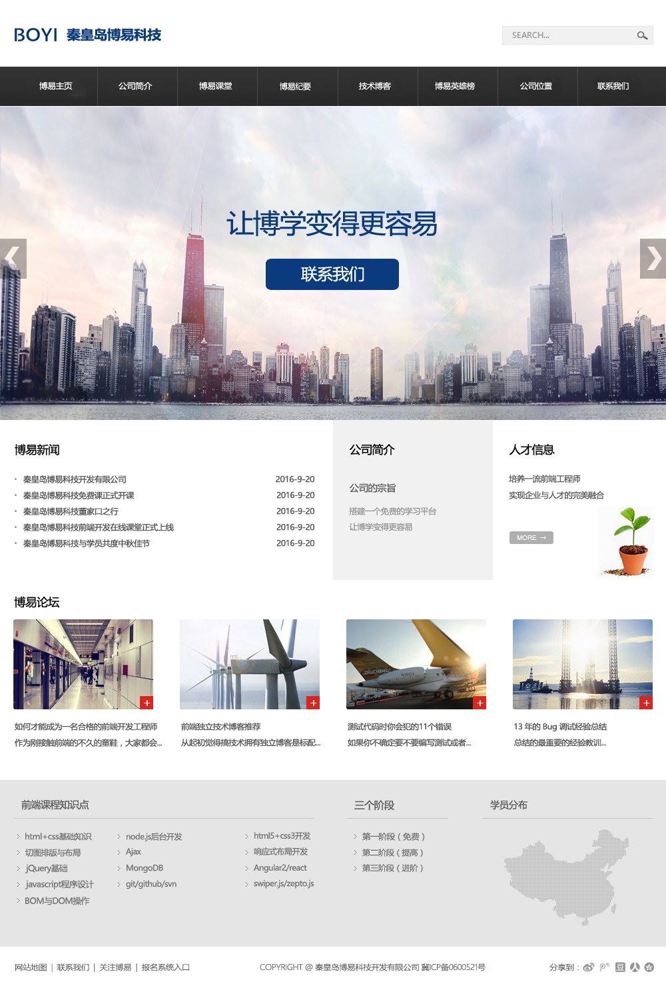 BOYI 秦皇岛博易科技
SEARCH...
博易主页 公司简介 博易课堂 博易纪要 技术博客 博易英雄榜 公司位置 联系我们
让博学变得更容易
联系我们
博易新闻
秦皇岛博易科技开发有限公司 2016-9-20
秦皇岛博易科技免费课正式开课 2016-9-20
秦皇岛博易科技董家口之行 2016-9-20
秦皇岛博易科技前端开发在线课堂正式上线 2016-9-20
秦皇岛博易科技与学员共度中秋佳节 2016-9-20
公司简介
公司的宗旨
搭建一个免费的学习平台
让博学变得更容易
人才信息
培养一流前端工程师
实现企业与人才的完美融合
MORE →
博易论坛
如何才能成为一名合格的前端开发工程师
作为刚接触前端的不久的童鞋，大家都会...
前端独立技术博客推荐
从起初觉得搞技术拥有独立博客是标配...
测试代码时你会犯的11个错误
如果你不确定要不要编写测试或者...
13 年的 Bug 调试经验总结
总结的最重要的经验教训...
前端课程知识点
html+css基础知识
切图排版与布局
jQuery基础
javascript程序设计
BOM与DOM操作
node.js后台开发
Ajax
MongoDB
git/github/svn
html5+css3开发
响应式布局开发
Angular2/react
swiper.js/zepto.js
三个阶段
第一阶段（免费）
第二阶段（提高）
第三阶段（进阶）
学员分布
网站地图 | 联系我们 | 关注博易 | 报名系统入口
COPYRIGHT @ 秦皇岛博易科技开发有限公司 冀ICP备0600521号
分享到：